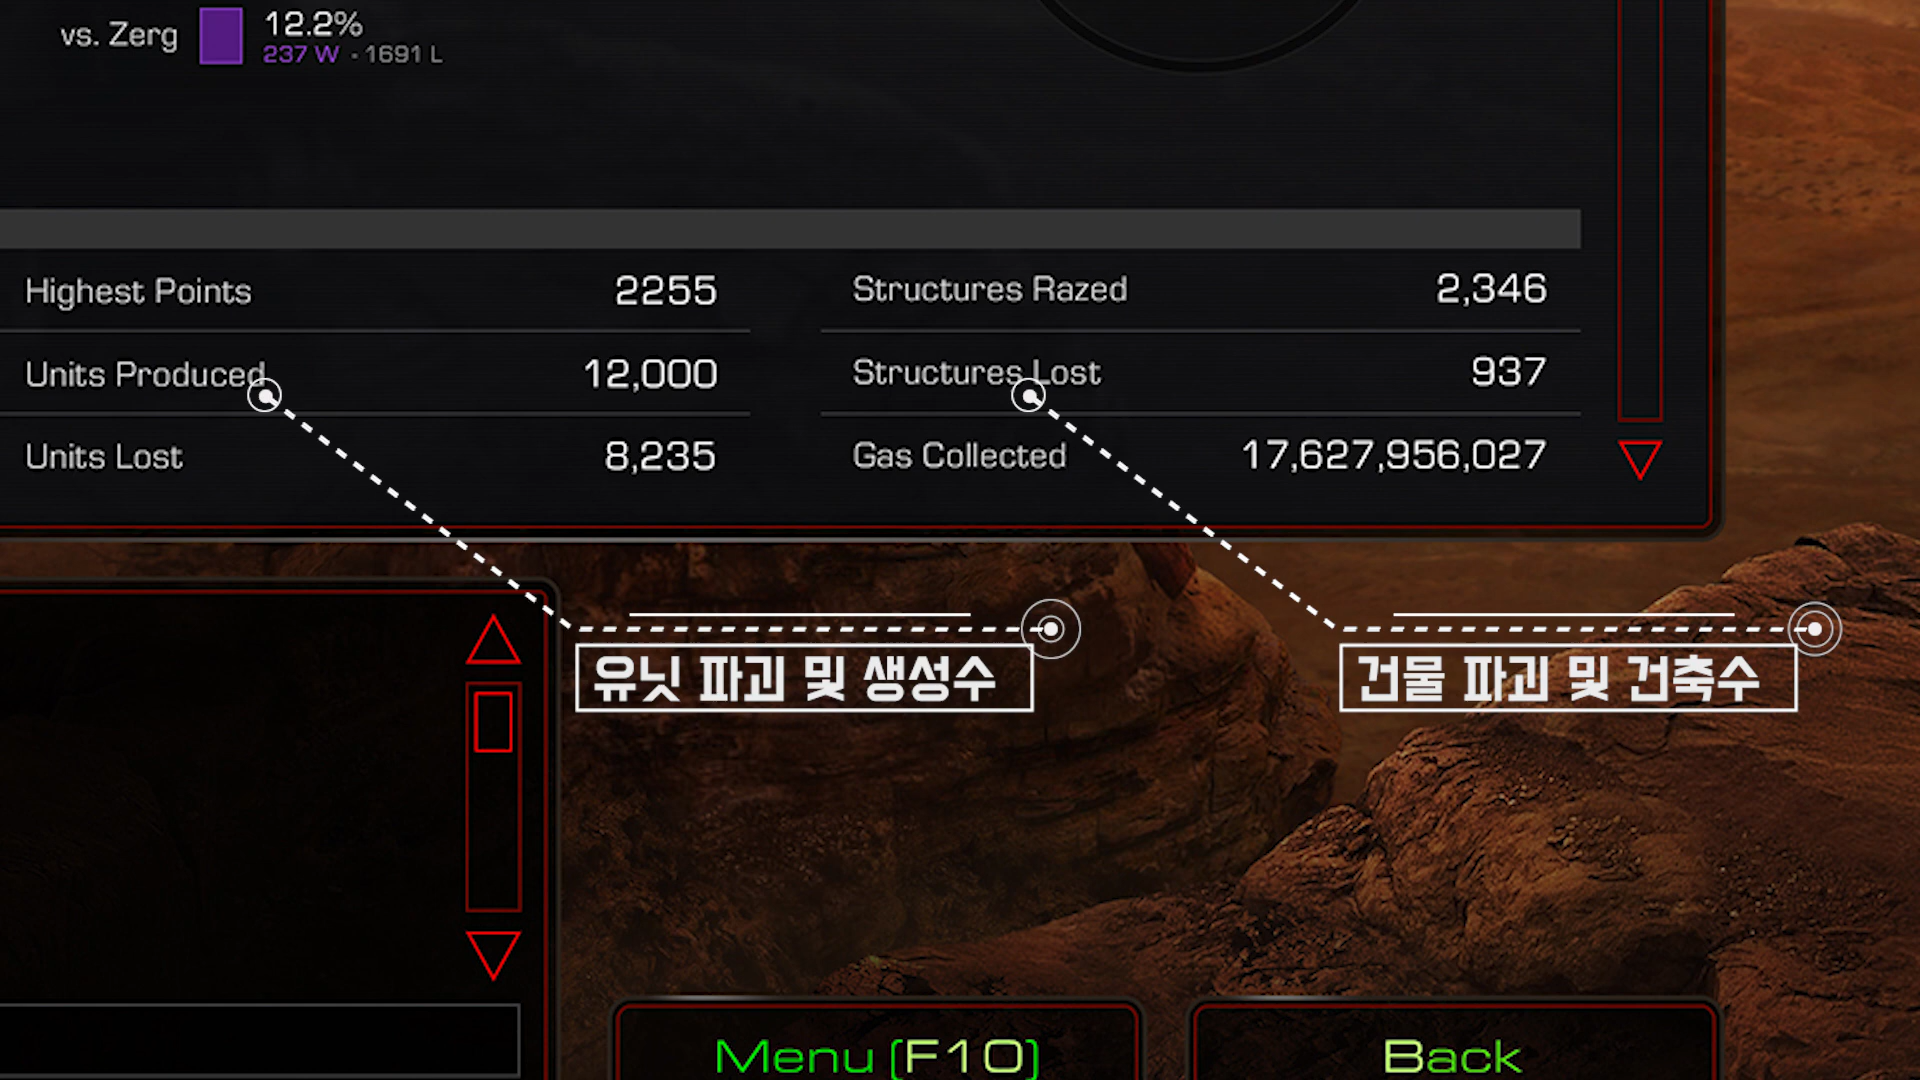 vs. Zerg
12.2%
237 W - 1691 L
Highest Points 2255
Structures Razed 2,346
Units Produced 12,000
Structures Lost 937
Units Lost 8,235
Gas Collected 17,627,956,027
유닛 파괴 및 생성수
건물 파괴 및 건축수
Menu (F10)
Back